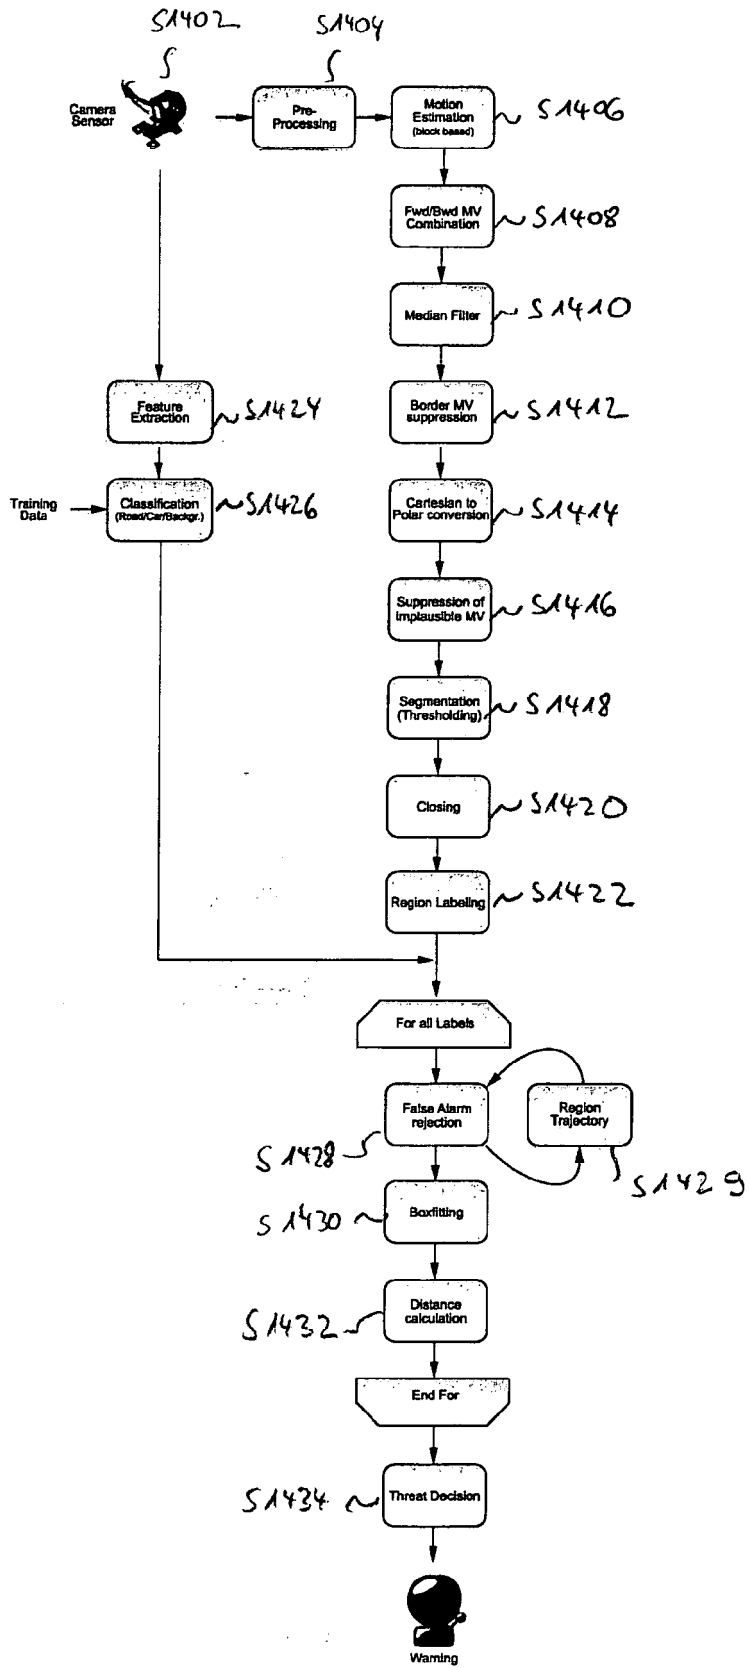 S1402
S1404
Camera
Sensor
Pre-
Processing
Motion
Estimation
(block based)
S1406
Fwd/Bwd MV
Combination
S1408
Median Filter
S1410
Feature
Extraction
S1424
Border MV
suppression
S1412
Training
Data
Classification
(Road/Car/Backgr.)
S1426
Cartesian to
Polar conversion
S1414
Suppression of
implausible MV
S1416
Segmentation
(Thresholding)
S1418
Closing
S1420
Region Labeling
S1422
For all Labels
False Alarm
rejection
S1428
Region
Trajectory
S1429
Boxfitting
S1430
Distance
calculation
S1432
End For
Threat Decision
S1434
Warning